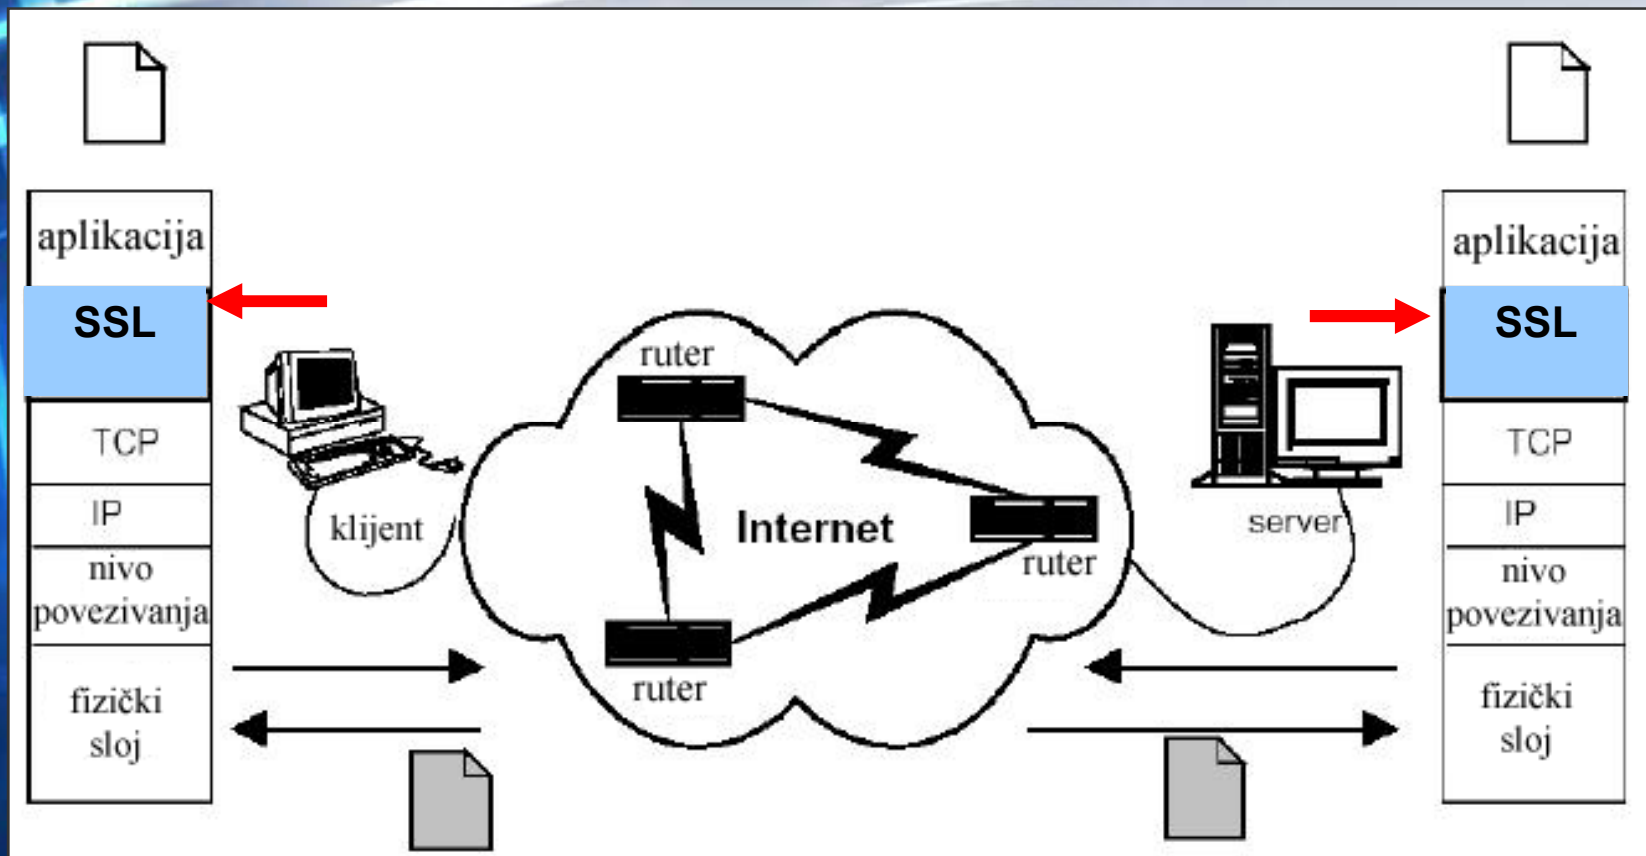 aplikacija
SSL
TCP
IP
nivo
povezivanja
fizički
sloj
klijent
ruter
Internet
ruter
ruter
server
aplikacija
SSL
TCP
IP
nivo
povezivanja
fizički
sloj